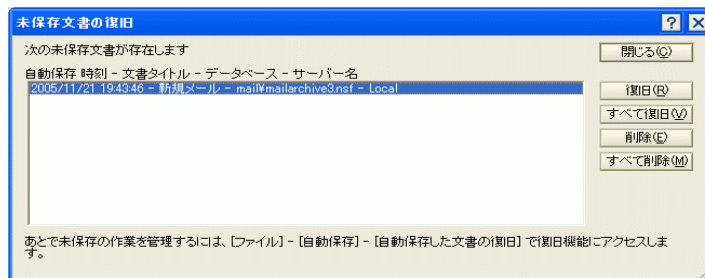 未保存文書の復旧
次の未保存文書が存在します
閉じる(C)
自動保存 時刻 - 文書タイトル - データベース - サーバー名
2005/11/21 19:43:46 - 新規メール - mail¥mailarchive3.nsf - Local
復旧(R)
すべて復旧(V)
削除(E)
すべて削除(M)
あとで未保存の作業を管理するには、[ファイル] - [自動保存] - [自動保存した文書の復旧] で復旧機能にアクセスしま
す。